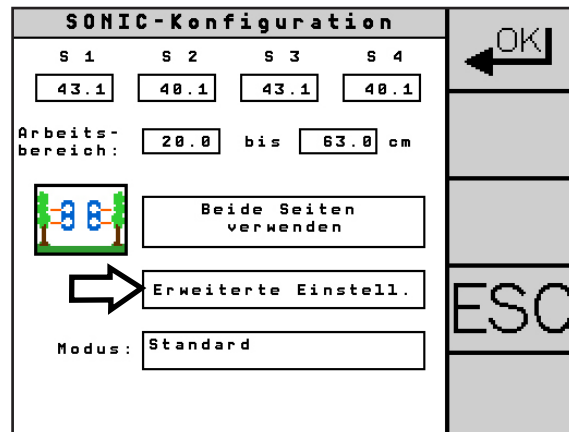 SONIC-Konfiguration
OK
S 1 S 2 S 3 S 4
43.1 40.1 43.1 40.1
Arbeits-
bereich: 20.0 bis 63.0 cm
Beide Seiten
verwenden
Erweiterte Einstell.
ESC
Modus: Standard